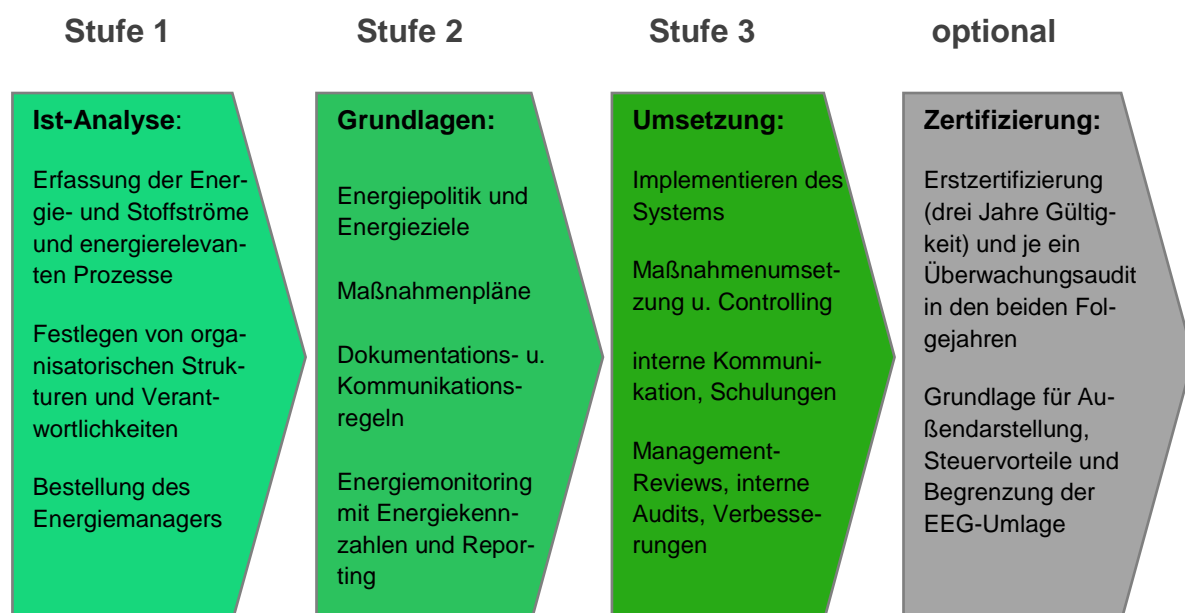 Stufe 1
Stufe 2
Stufe 3
optional
Ist-Analyse:
Erfassung der Ener-
gie- und Stoffströme
und energierelevan-
ten Prozesse
Festlegen von orga-
nisatorischen Struk-
turen und Verant-
wortlichkeiten
Bestellung des
Energiemanagers
Grundlagen:
Energiepolitik und
Energieziele
Maßnahmenpläne
Dokumentations- u.
Kommunikations-
regeln
Energiemonitoring
mit Energiekenn-
zahlen und Repor-
ting
Umsetzung:
Implementieren des
Systems
Maßnahmenumset-
zung u. Controlling
interne Kommuni-
kation, Schulungen
Management-
Reviews, interne
Audits, Verbesse-
rungen
Zertifizierung:
Erstzertifizierung
(drei Jahre Gültig-
keit) und je ein
Überwachungsaudit
in den beiden Fol-
gejahren
Grundlage für Au-
ßendarstellung,
Steuervorteile und
Begrenzung der
EEG-Umlage